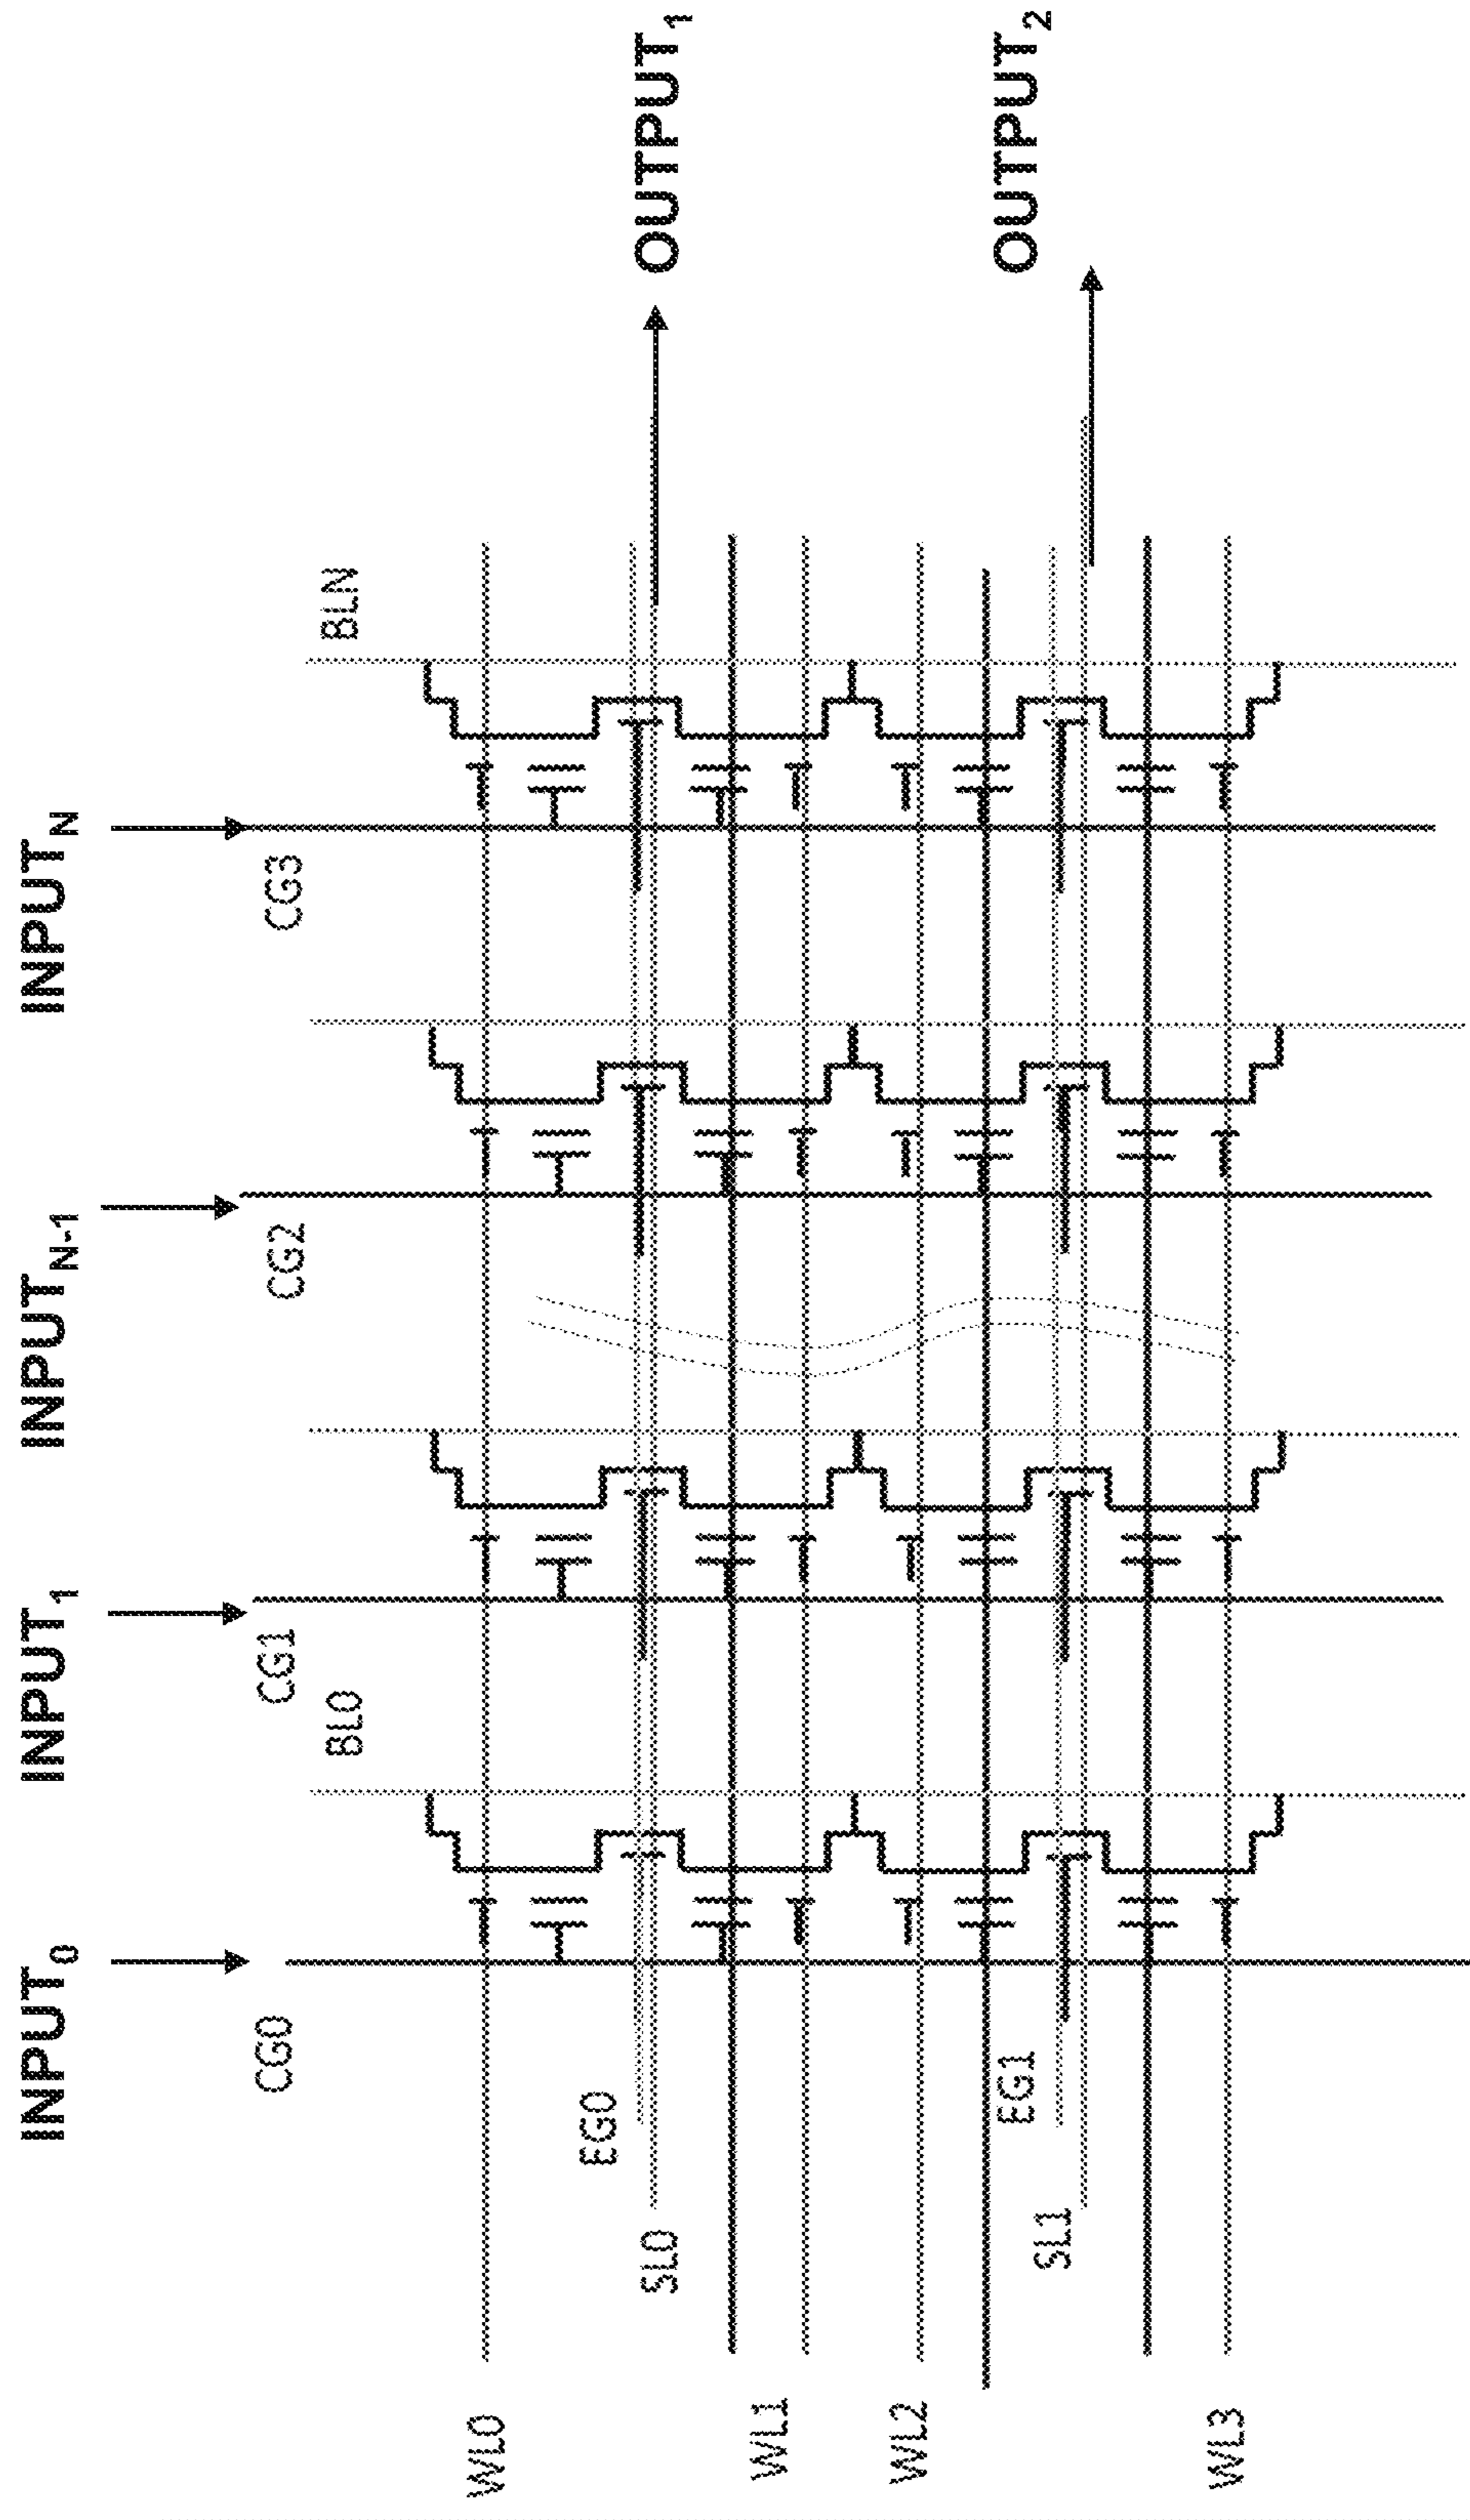 INPUT0
INPUT1
INPUTN-1
INPUTN
CG0
CG1
CG2
CG3
BL0
BLN
WL0
EG0
SL0
OUTPUT1
WL1
WL2
EG1
SL1
OUTPUT2
WL3